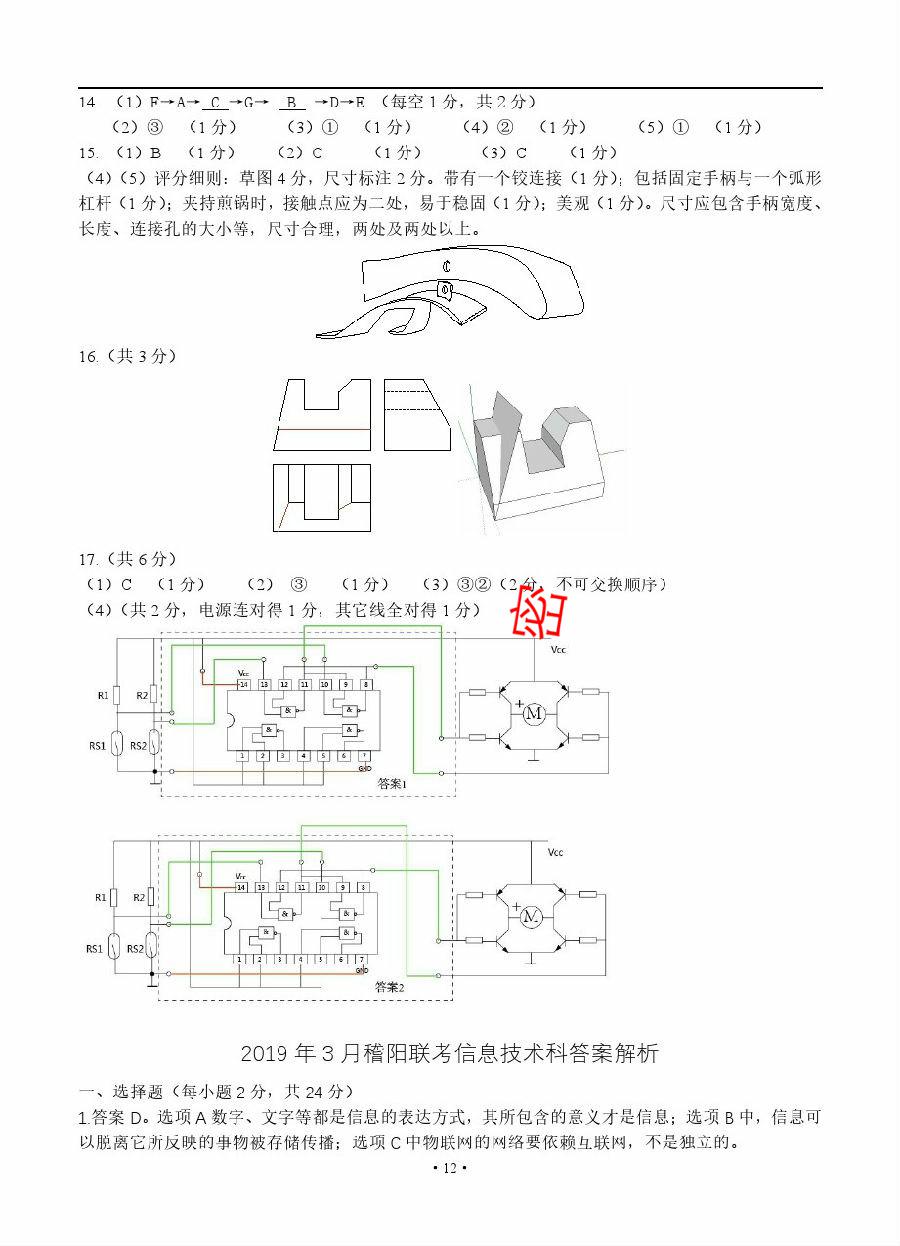 14 （1）F→A→ C →G→ B →D→E （每空 1 分，共 2 分）
（2）③ （1 分） （3）① （1 分） （4）② （1 分） （5）① （1 分）
15. （1）B （1 分） （2）C （1 分） （3）C （1 分）
（4）（5）评分细则：草图 4 分，尺寸标注 2 分。带有一个铰连接（1 分）；包括固定手柄与一个弧形
杠杆（1 分）；夹持煎锅时，接触点应为二处，易于稳固（1 分）；美观（1 分）。尺寸应包含手柄宽度、
长度、连接孔的大小等，尺寸合理，两处及两处以上。
C
16.（共 3 分）
17.（共 6 分）
（1）C （1 分） （2） ③ （1 分） （3）③②（2 分，不可交换顺序）
（4）（共 2 分，电源连对得 1 分；其它线全对得 1 分）
密
Vcc
Vcc
14 13 12 11 10 9 8
R1 R2
& &
+ M
& &
RS1 RS2
1 2 3 4 5 6 7
GND
答案1
Vcc
Vcc
14 13 12 11 10 9 8
R1 R2
& &
+ M
& &
RS1 RS2
1 2 3 4 5 6 7
GND
答案2
2019 年 3 月稽阳联考信息技术科答案解析
一、选择题（每小题 2 分，共 24 分）
1.答案 D。选项 A 数字、文字等都是信息的表达方式，其所包含的意义才是信息；选项 B 中，信息可
以脱离它所反映的事物被存储传播；选项 C 中物联网的网络要依赖互联网，不是独立的。
· 12 ·